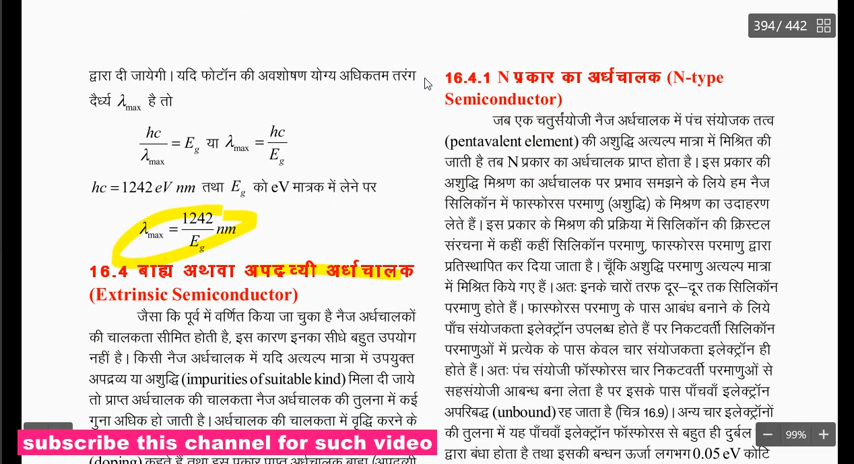 394 / 442
द्वारा दी जायेगी। यदि फोटॉन की अवशोषण योग्य अधिकतम तरंग
दैर्ध्य λmax है तो
hc/λmax = Eg या λmax = hc/Eg
hc = 1242 eV nm तथा Eg को eV मात्रक में लेने पर
λmax = 1242/Eg nm
16.4 बाह्य अथवा अपद्रव्यी अर्धचालक
(Extrinsic Semiconductor)
जैसा कि पूर्व में वर्णित किया जा चुका है नैज अर्धचालकों
की चालकता सीमित होती है, इस कारण इनका सीधे बहुत उपयोग
नहीं है। किसी नैज अर्धचालक में यदि अत्यल्प मात्रा में उपयुक्त
अपद्रव्य या अशुद्धि (impurities of suitable kind) मिला दी जाये
तो प्राप्त अर्धचालक की चालकता नैज अर्धचालक की तुलना में कई
गुना अधिक हो जाती है। अर्धचालक की चालकता में वृद्धि करने के
subscribe this channel for such video
(doping) कहते हैं तथा इस प्रकार प्राप्त अर्धचालक बाह्य (अपद्रव्यी
16.4.1 N प्रकार का अर्धचालक (N-type
Semiconductor)
जब एक चतुर्संयोजी नैज अर्धचालक में पंच संयोजक तत्व
(pentavalent element) की अशुद्धि अत्यल्प मात्रा में मिश्रित की
जाती है तब N प्रकार का अर्धचालक प्राप्त होता है। इस प्रकार की
अशुद्धि मिश्रण का अर्धचालक पर प्रभाव समझने के लिये हम नैज
सिलिकॉन में फास्फोरस परमाणु (अशुद्धि) के मिश्रण का उदाहरण
लेते हैं। इस प्रकार के मिश्रण की प्रक्रिया में सिलिकॉन की क्रिस्टल
संरचना में कहीं कहीं सिलिकॉन परमाणु, फास्फोरस परमाणु द्वारा
प्रतिस्थापित कर दिया जाता है। चूँकि अशुद्धि परमाणु अत्यल्प मात्रा
में मिश्रित किये गए हैं। अतः इनके चारों तरफ दूर–दूर तक सिलिकॉन
परमाणु होते हैं। फास्फोरस परमाणु के पास आबंध बनाने के लिये
पाँच संयोजकता इलेक्ट्रॉन उपलब्ध होते हैं पर निकटवर्ती सिलिकॉन
परमाणुओं में प्रत्येक के पास केवल चार संयोजकता इलेक्ट्रॉन ही
होते हैं। अतः पंच संयोजी फॉस्फोरस चार निकटवर्ती परमाणुओं से
सहसंयोजी आबन्ध बना लेता है पर इसके पास पाँचवाँ इलेक्ट्रॉन
अपरिबद्ध (unbound) रह जाता है (चित्र 16.9)। अन्य चार इलेक्ट्रॉनों
की तुलना में यह पाँचवाँ इलेक्ट्रॉन फॉस्फोरस से बहुत ही दुर्बल
द्वारा बंधा होता है तथा इसकी बन्धन ऊर्जा लगभग 0.05 eV कोटि
99%